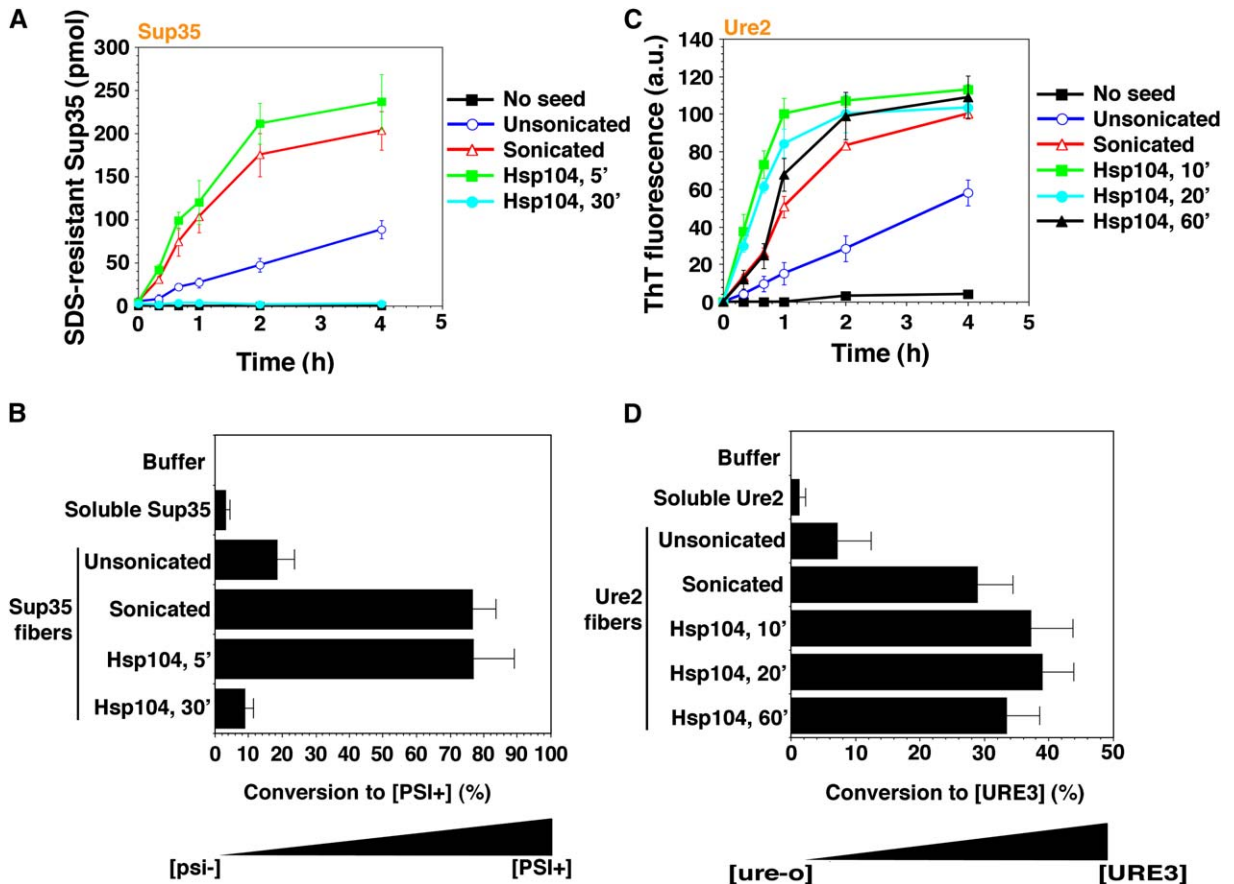 A
Sup35
SDS-resistant Sup35 (pmol)
300
250
200
150
100
50
0
0 1 2 3 4 5
Time (h)
No seed
Unsonicated
Sonicated
Hsp104, 5'
Hsp104, 30'
C
Ure2
ThT fluorescence (a.u.)
140
120
100
80
60
40
20
0
0 1 2 3 4 5
Time (h)
No seed
Unsonicated
Sonicated
Hsp104, 10'
Hsp104, 20'
Hsp104, 60'
B
Buffer
Soluble Sup35
Unsonicated
Sonicated
Hsp104, 5'
Hsp104, 30'
Sup35
fibers
0 10 20 30 40 50 60 70 80 90 100
Conversion to [PSI+] (%)
[psi-] [PSI+]
D
Buffer
Soluble Ure2
Unsonicated
Sonicated
Hsp104, 10'
Hsp104, 20'
Hsp104, 60'
Ure2
fibers
0 10 20 30 40 50
Conversion to [URE3] (%)
[ure-o] [URE3]